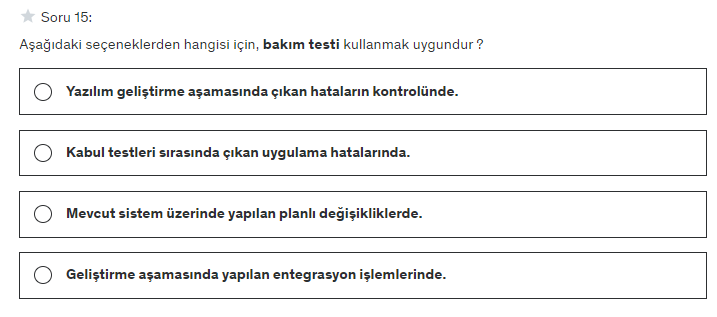 Soru 15:
Aşağıdaki seçeneklerden hangisi için, bakım testi kullanmak uygundur ?
Yazılım geliştirme aşamasında çıkan hataların kontrolünde.
Kabul testleri sırasında çıkan uygulama hatalarında.
Mevcut sistem üzerinde yapılan planlı değişikliklerde.
Geliştirme aşamasında yapılan entegrasyon işlemlerinde.